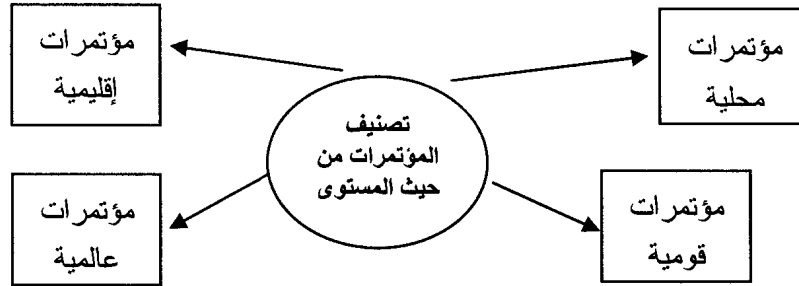 مؤتمرات
محلية
مؤتمرات
إقليمية
تصنيف
المؤتمرات من
حيث المستوى
مؤتمرات
قومية
مؤتمرات
عالمية